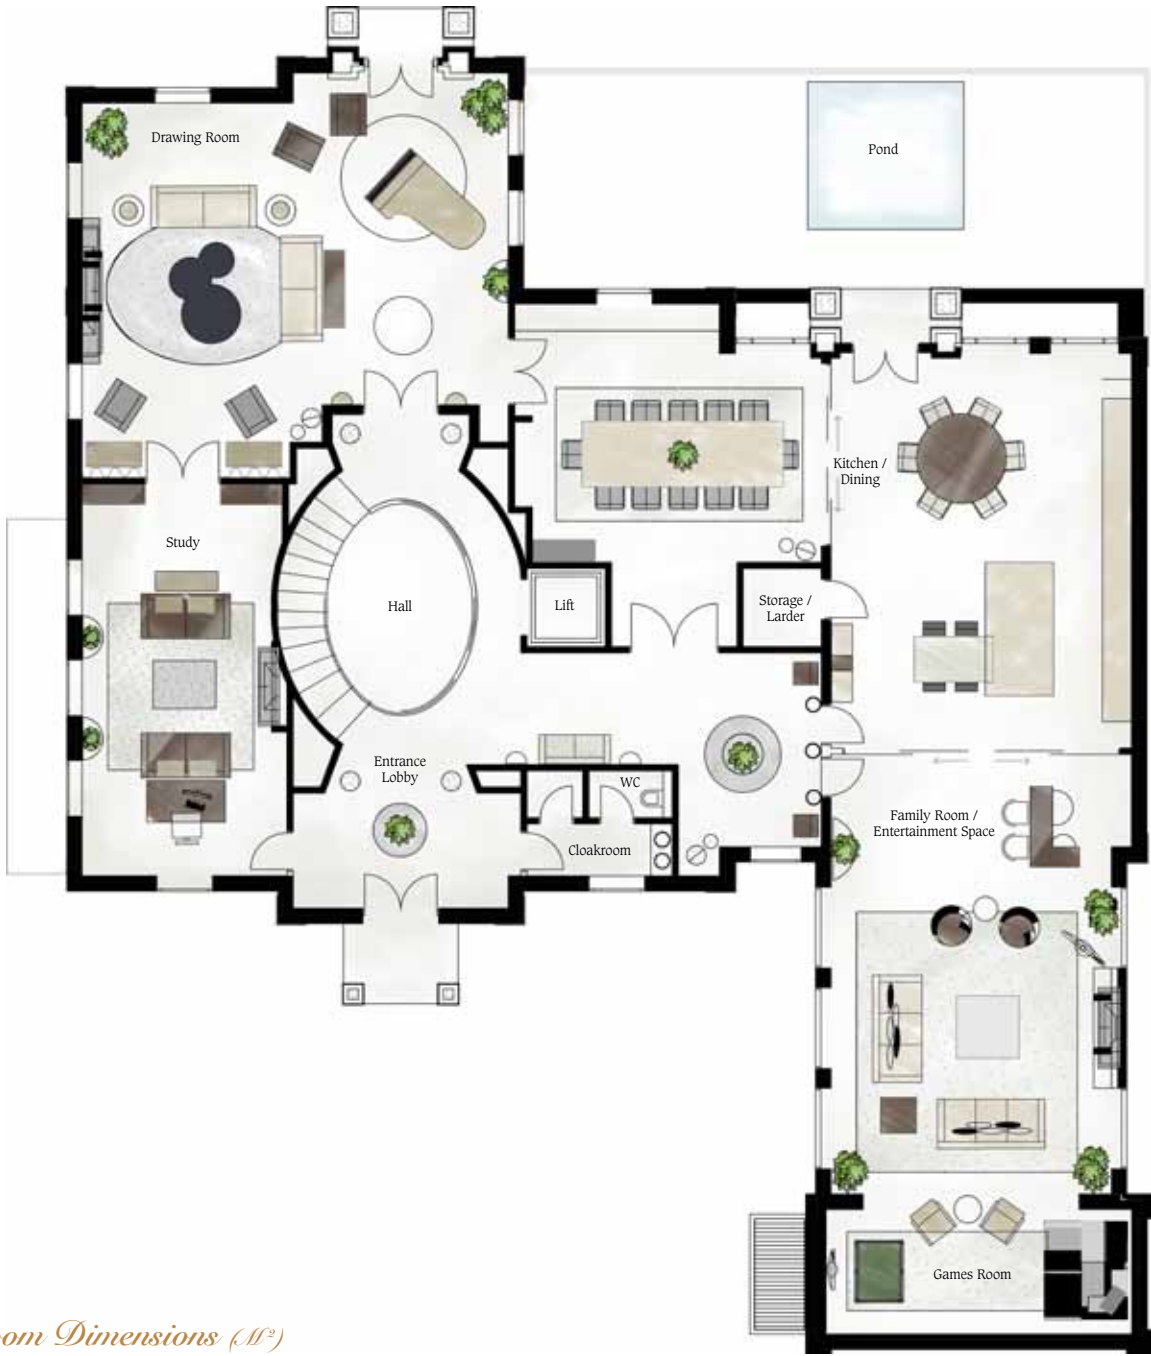 Drawing Room
Pond
Kitchen /
Dining
Study
Hall
Lift
Storage /
Larder
Entrance
Lobby
WC
Family Room /
Entertainment Space
Cloakroom
Games Room
oom Dimensions (M²)